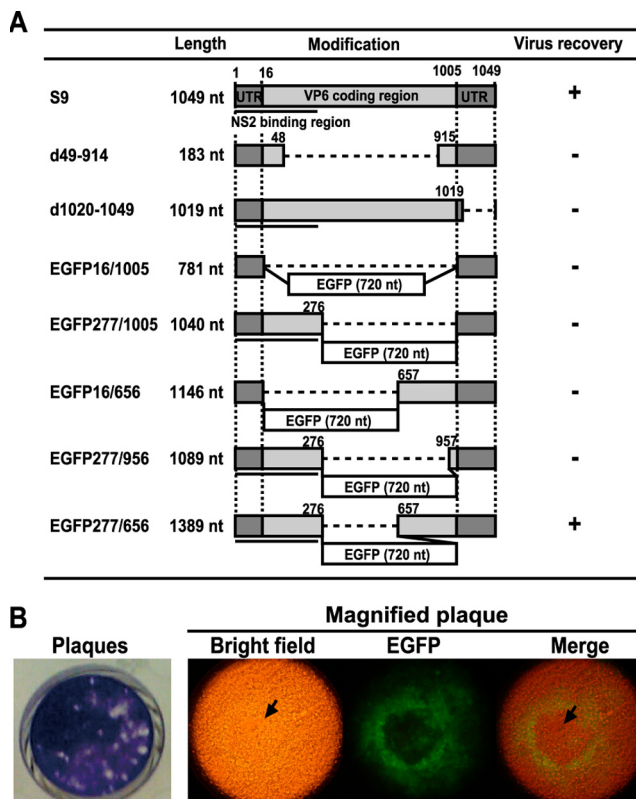 A
Length Modification Virus recovery
1 16 1005 1049
S9 1049 nt UTR VP6 coding region UTR +
NS2 binding region
48 915
d49-914 183 nt -
1019
d1020-1049 1019 nt -
EGFP16/1005 781 nt EGFP (720 nt) -
276
EGFP277/1005 1040 nt -
EGFP (720 nt)
657
EGFP16/656 1146 nt -
EGFP (720 nt)
276 957
EGFP277/956 1089 nt -
EGFP (720 nt)
276 657
EGFP277/656 1389 nt +
EGFP (720 nt)
B
Magnified plaque
Plaques Bright field EGFP Merge